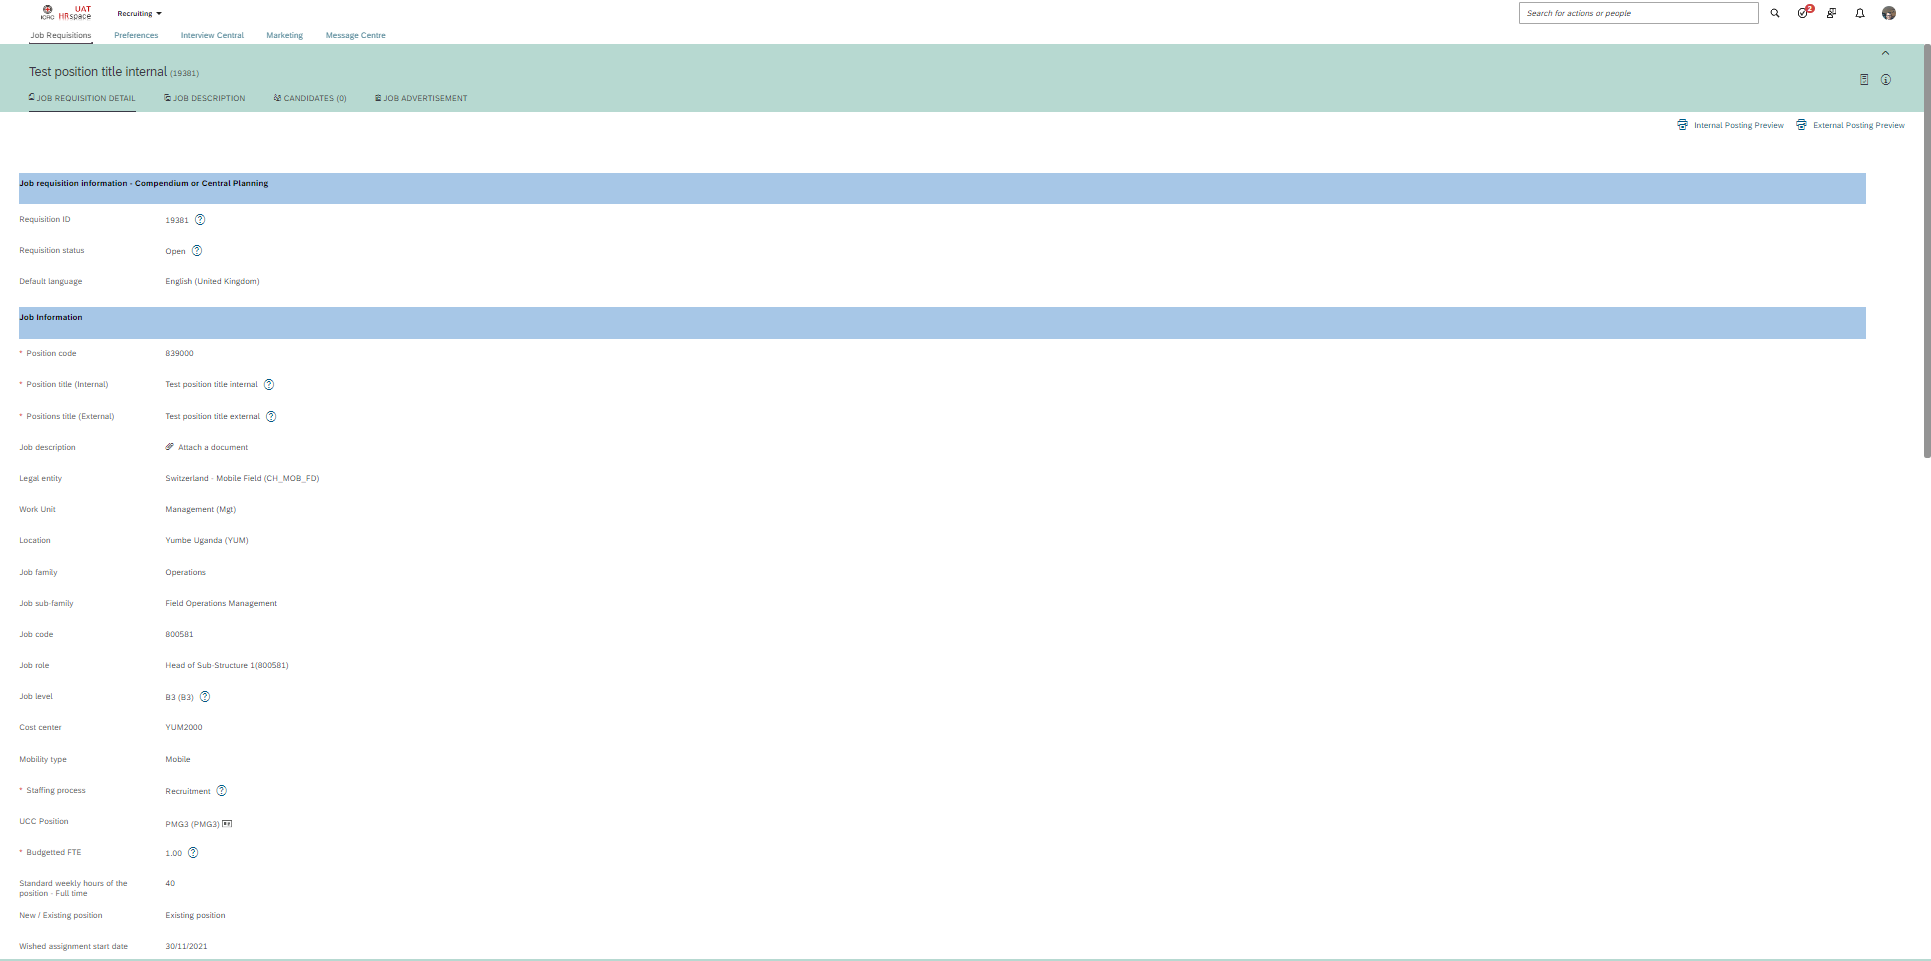 ICRC UAT HRspace Recruiting Search for actions or people 2
Job Requisitions Preferences Interview Central Marketing Message Centre
Test position title internal (19381)
JOB REQUISITION DETAIL JOB DESCRIPTION CANDIDATES (0) JOB ADVERTISEMENT
Internal Posting Preview External Posting Preview
Job requisition information - Compendium or Central Planning
Requisition ID 19381
Requisition status Open
Default language English (United Kingdom)
Job Information
* Position code 839000
* Position title (Internal) Test position title internal
* Positions title (External) Test position title external
Job description Attach a document
Legal entity Switzerland - Mobile Field (CH_MOB_FD)
Work Unit Management (Mgt)
Location Yumbe Uganda (YUM)
Job family Operations
Job sub-family Field Operations Management
Job code 800581
Job role Head of Sub-Structure 1(800581)
Job level B3 (B3)
Cost center YUM2000
Mobility type Mobile
* Staffing process Recruitment
UCC Position PMG3 (PMG3)
* Budgetted FTE 1.00
Standard weekly hours of the 40
position - Full time
New / Existing position Existing position
Wished assignment start date 30/11/2021